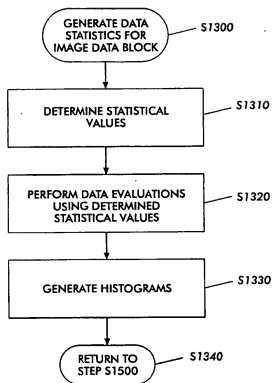 GENERATE DATA
STATISTICS FOR
IMAGE DATA BLOCK
S1300
DETERMINE STATISTICAL
VALUES
S1310
PERFORM DATA EVALUATIONS
USING DETERMINED
STATISTICAL VALUES
S1320
GENERATE HISTOGRAMS
S1330
RETURN TO
STEP S1500
S1340